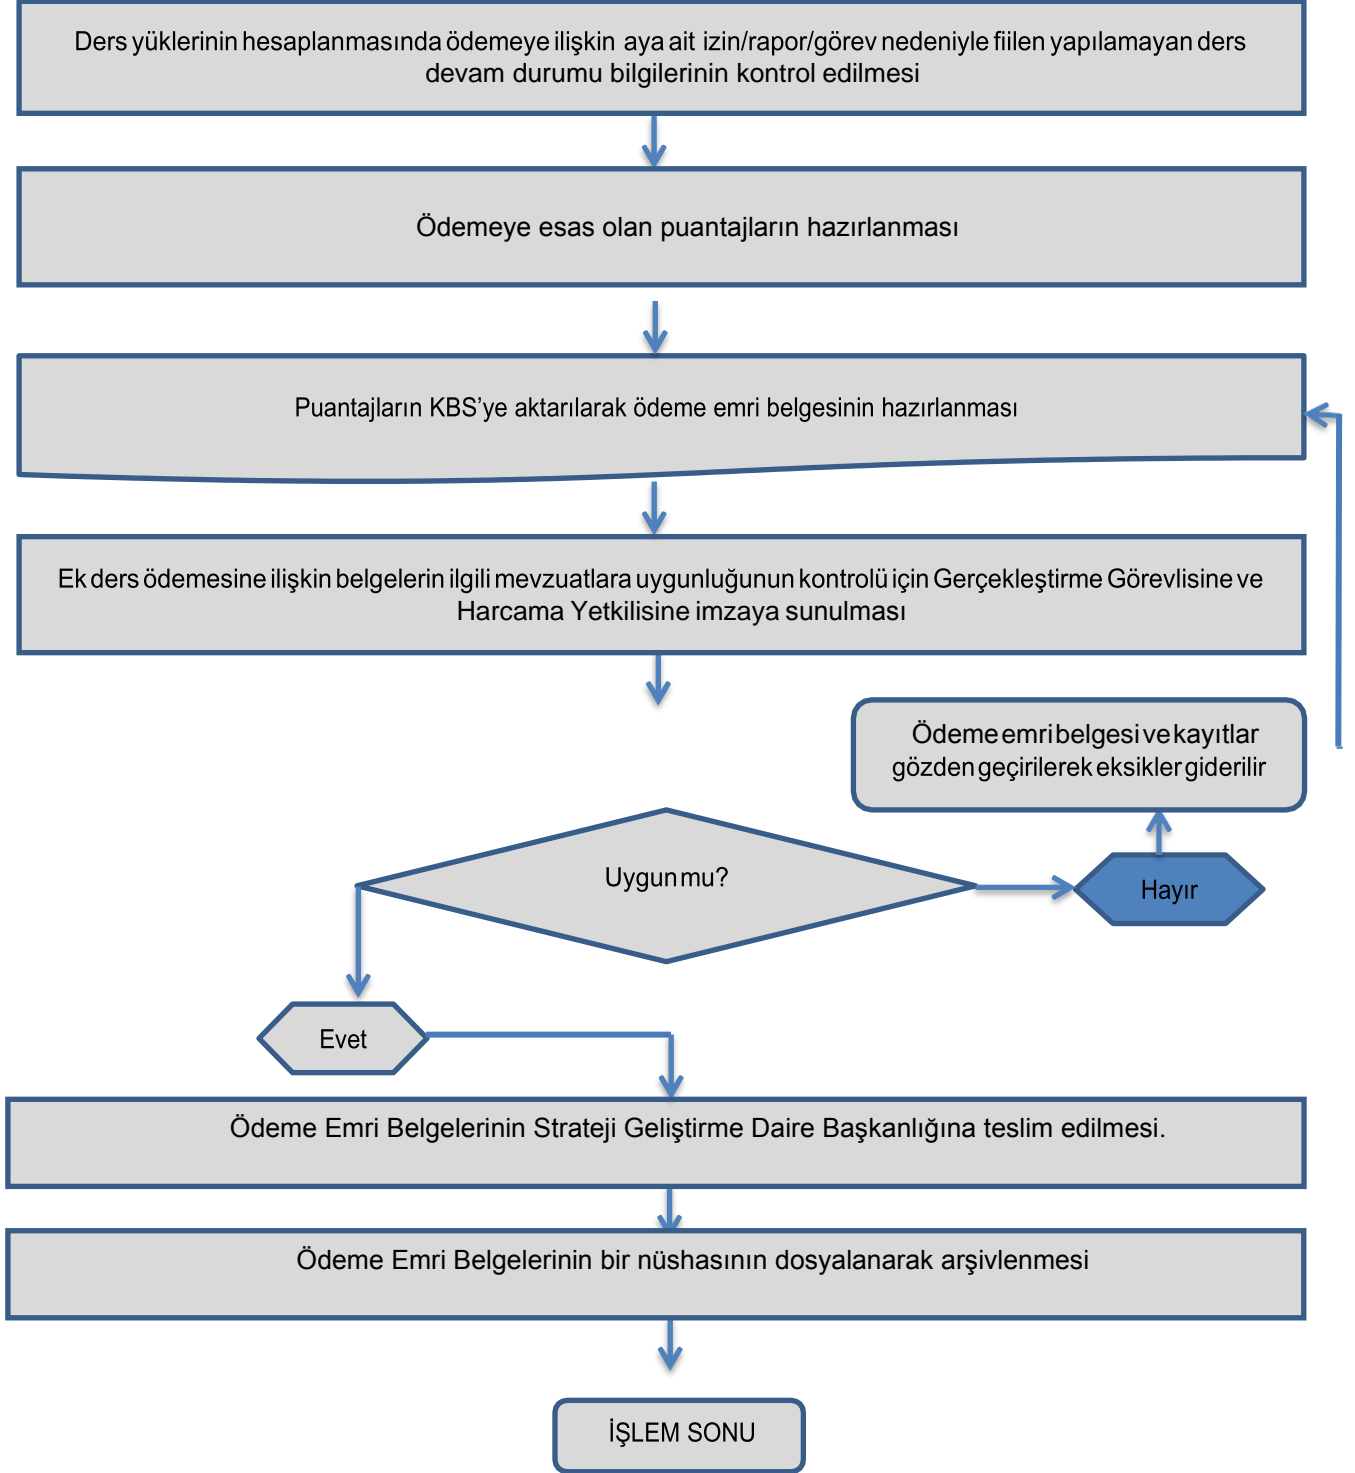 Ders yüklerinin hesaplanmasında ödemeye ilişkin aya ait izin/rapor/görev nedeniyle fiilen yapılamayan ders
devam durumu bilgilerinin kontrol edilmesi
Ödemeye esas olan puantajların hazırlanması
Puantajların KBS’ye aktarılarak ödeme emri belgesinin hazırlanması
Ek ders ödemesine ilişkin belgelerin ilgili mevzuatlara uygunluğunun kontrolü için Gerçekleştirme Görevlisine ve
Harcama Yetkilisine imzaya sunulması
Ödeme emri belgesi ve kayıtlar
gözden geçirilerek eksikler giderilir
Uygun mu?
Hayır
Evet
Ödeme Emri Belgelerinin Strateji Geliştirme Daire Başkanlığına teslim edilmesi.
Ödeme Emri Belgelerinin bir nüshasının dosyalanarak arşivlenmesi
İŞLEM SONU